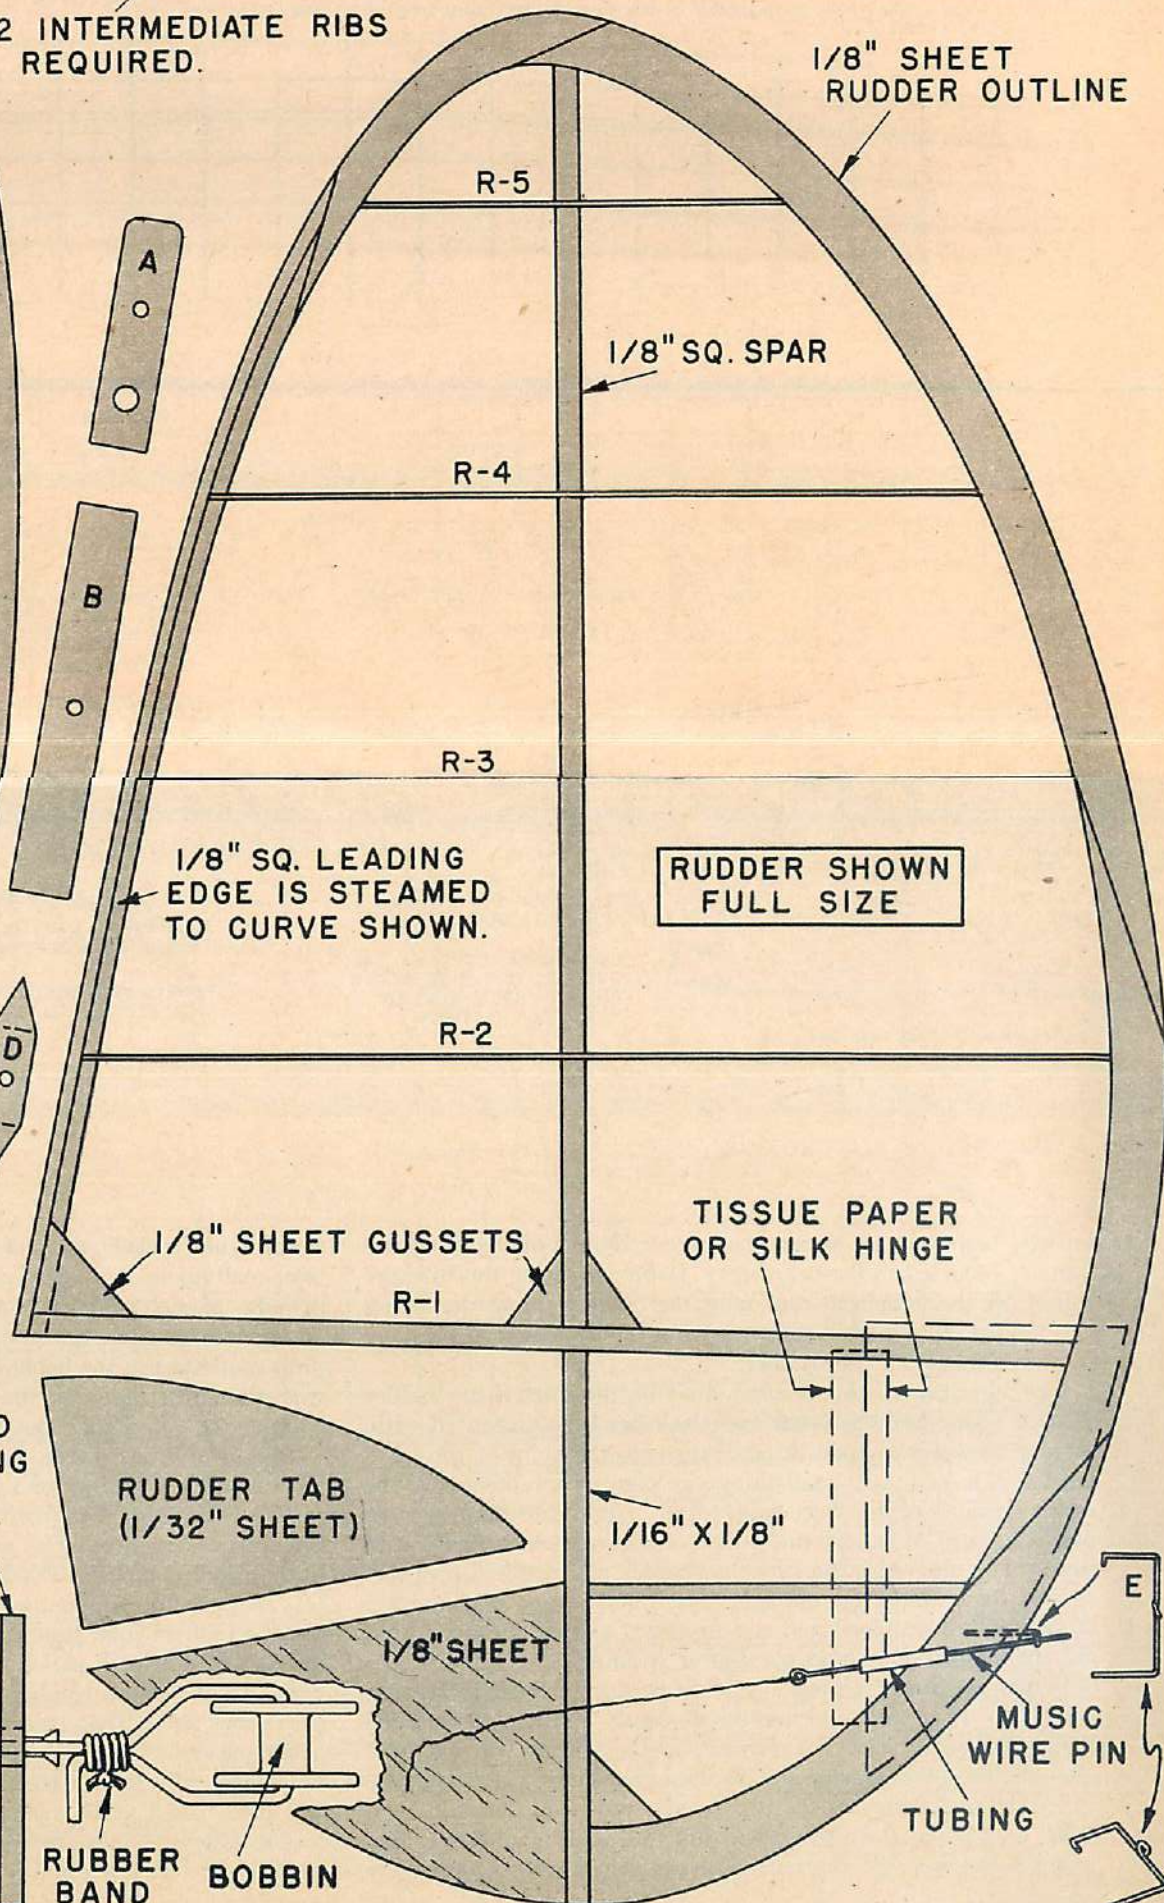 2 INTERMEDIATE RIBS
REQUIRED.
1/8" SHEET
RUDDER OUTLINE
R-5
A
1/8" SQ. SPAR
R-4
B
R-3
1/8" SQ. LEADING
EDGE IS STEAMED
TO CURVE SHOWN.
RUDDER SHOWN
FULL SIZE
R-2
D
TISSUE PAPER
OR SILK HINGE
1/8" SHEET GUSSETS
R-1
RUDDER TAB
(1/32" SHEET)
1/16" X 1/8"
E
1/8" SHEET
MUSIC
WIRE PIN
TUBING
RUBBER
BAND
BOBBIN